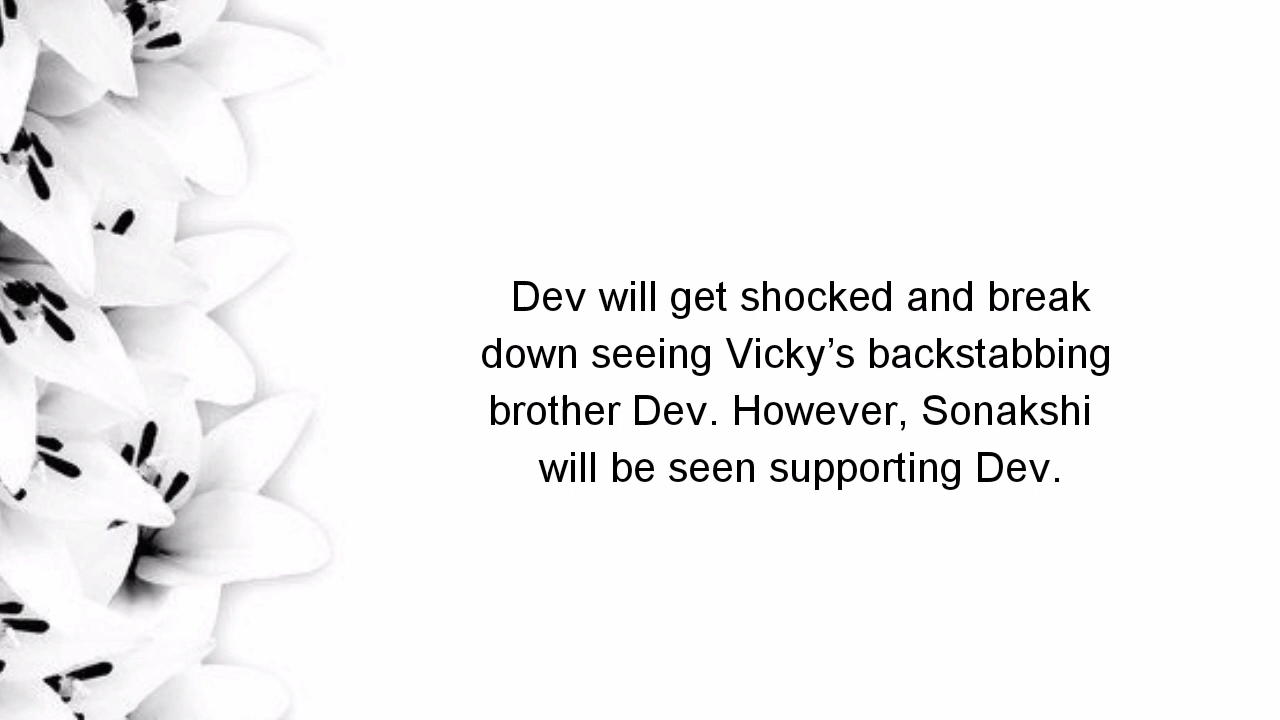 Dev will get shocked and break
down seeing Vicky’s backstabbing
brother Dev. However, Sonakshi
will be seen supporting Dev.